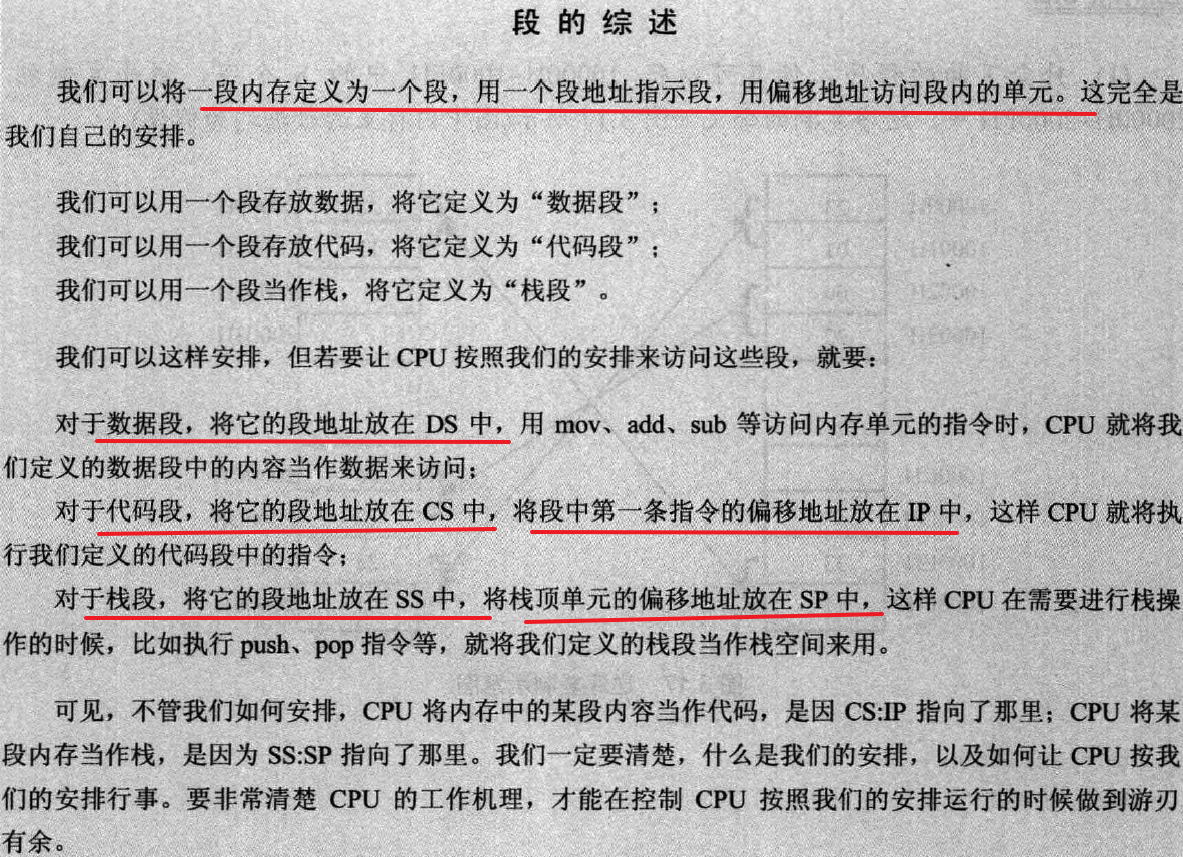 段的综述
我们可以将一段内存定义为一个段，用一个段地址指示段，用偏移地址访问段内的单元。这完全是
我们自己的安排。
我们可以用一个段存放数据，将它定义为“数据段”；
我们可以用一个段存放代码，将它定义为“代码段”；
我们可以用一个段当作栈，将它定义为“栈段”。
我们可以这样安排，但若要让 CPU 按照我们的安排来访问这些段，就要：
对于数据段，将它的段地址放在 DS 中，用 mov、add、sub 等访问内存单元的指令时，CPU 就将我
们定义的数据段中的内容当作数据来访问；
对于代码段，将它的段地址放在 CS 中，将段中第一条指令的偏移地址放在 IP 中，这样 CPU 就将执
行我们定义的代码段中的指令；
对于栈段，将它的段地址放在 SS 中，将栈顶单元的偏移地址放在 SP 中，这样 CPU 在需要进行栈操
作的时候，比如执行 push、pop 指令等，就将我们定义的栈段当作栈空间来用。
可见，不管我们如何安排，CPU 将内存中的某段内容当作代码，是因 CS:IP 指向了那里；CPU 将某
段内存当作栈，是因为 SS:SP 指向了那里。我们一定要清楚，什么是我们的安排，以及如何让 CPU 按我
们的安排行事。要非常清楚 CPU 的工作机理，才能在控制 CPU 按照我们的安排运行的时候做到游刃
有余。